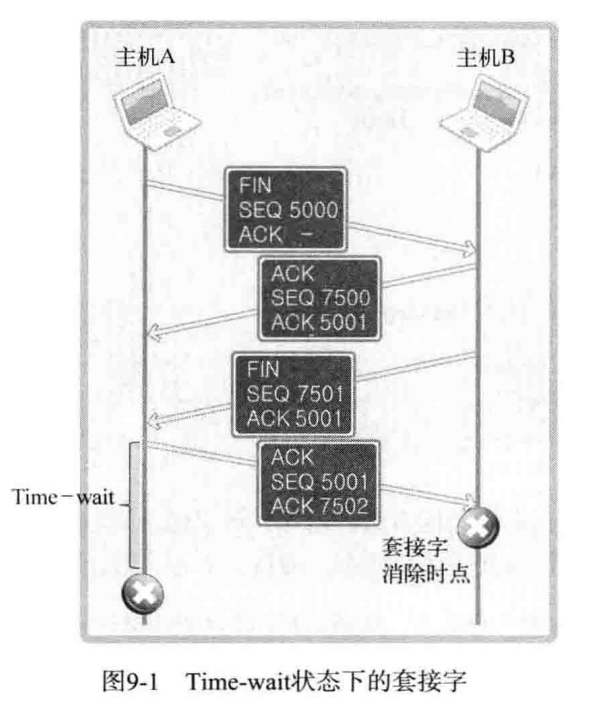 主机A
主机B
FIN
SEQ 5000
ACK －
ACK
SEQ 7500
ACK 5001
FIN
SEQ 7501
ACK 5001
ACK
SEQ 5001
ACK 7502
Time－wait
套接字
消除时点
图9-1 Time-wait状态下的套接字